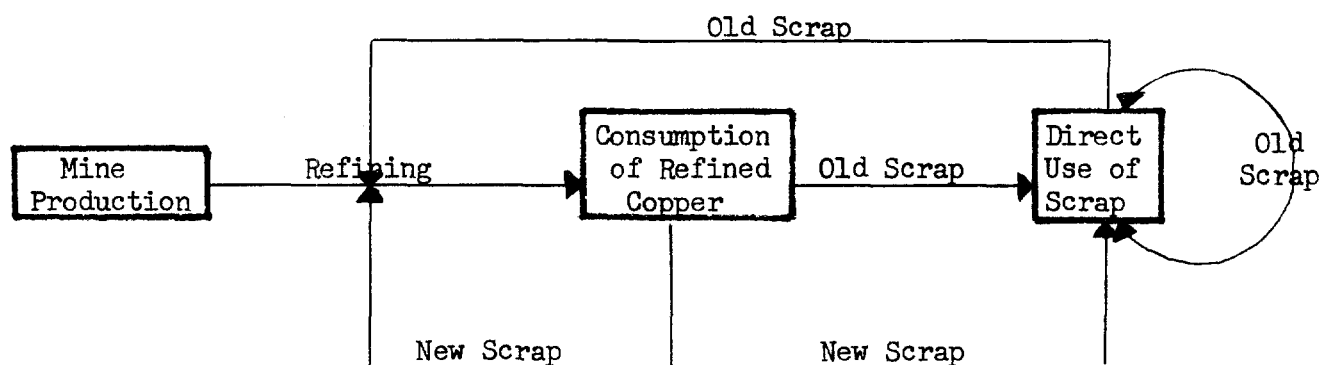 Old Scrap
Mine
Production
Refining
Consumption
of Refined
Copper
Old Scrap
Direct
Use of
Scrap
Old
Scrap
New Scrap
New Scrap